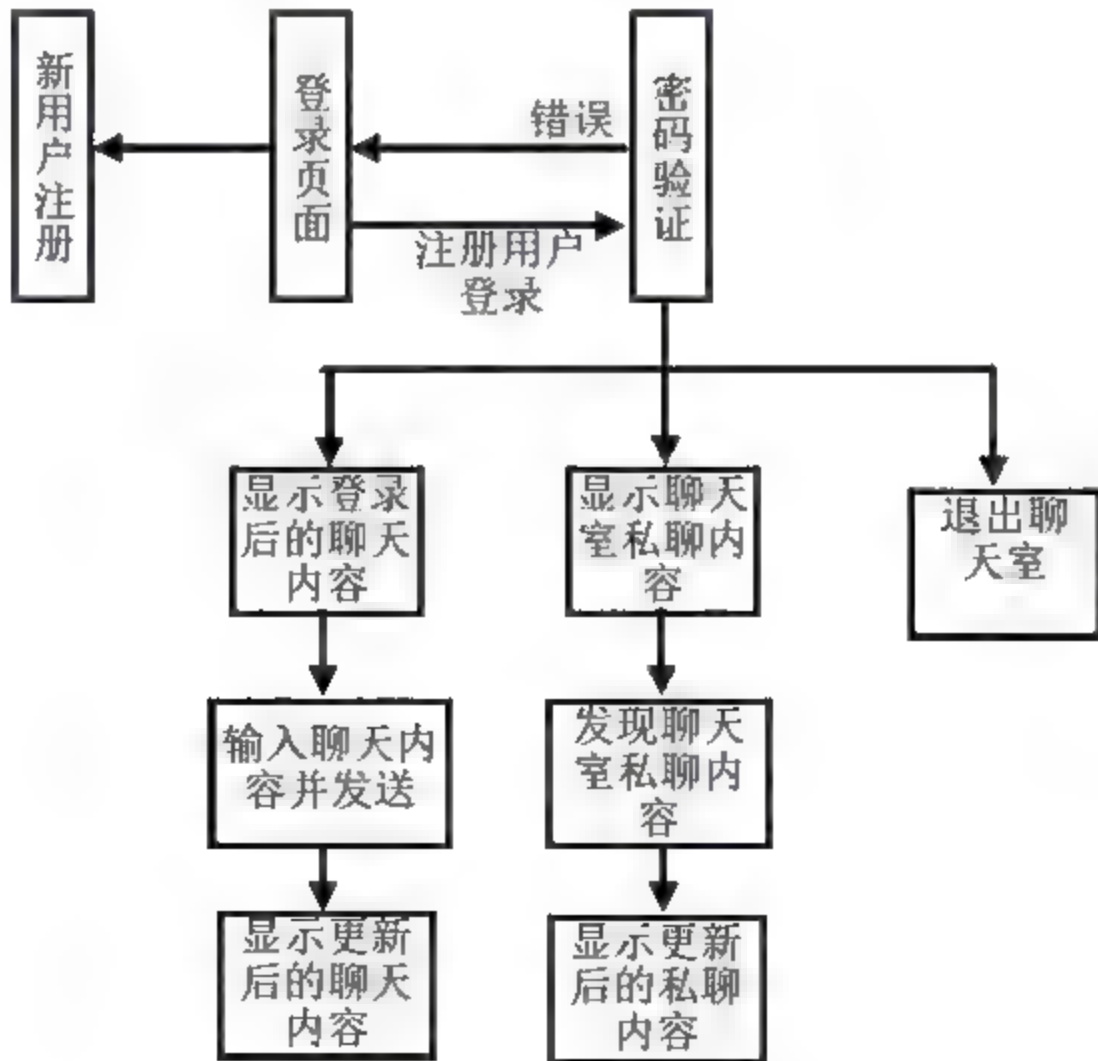 新用户注册
登录页面
错误
注册用户
登录
密码验证
显示登录
后的聊天
内容
显示聊天
室私聊内
容
退出聊
天室
输入聊天内
容并发送
发现聊天
室私聊内
容
显示更新
后的聊天
内容
显示更新
后的私聊
内容